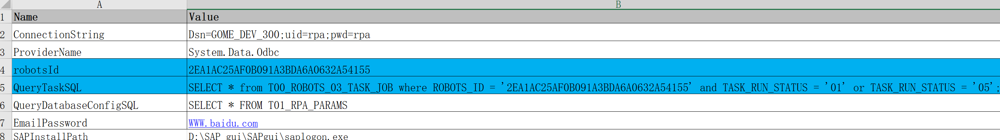 A B
1 Name Value
2 ConnectionString Dsn=GOME_DEV_300;uid=rpa;pwd=rpa
3 ProviderName System.Data.Odbc
4 robotsId 2EA1AC25AF0B091A3BDA6A0632A54155
5 QueryTaskSQL SELECT * from T00_ROBOTS_03_TASK_JOB where ROBOTS_ID = '2EA1AC25AF0B091A3BDA6A0632A54155' and TASK_RUN_STATUS = '01' or TASK_RUN_STATUS = '05';
6 QueryDatabaseConfigSQL SELECT * FROM T01_RPA_PARAMS
7 EmailPassword WWW.baidu.com
8 SAPInstallPath D:\SAP gui\SAPgui\saplogon.exe